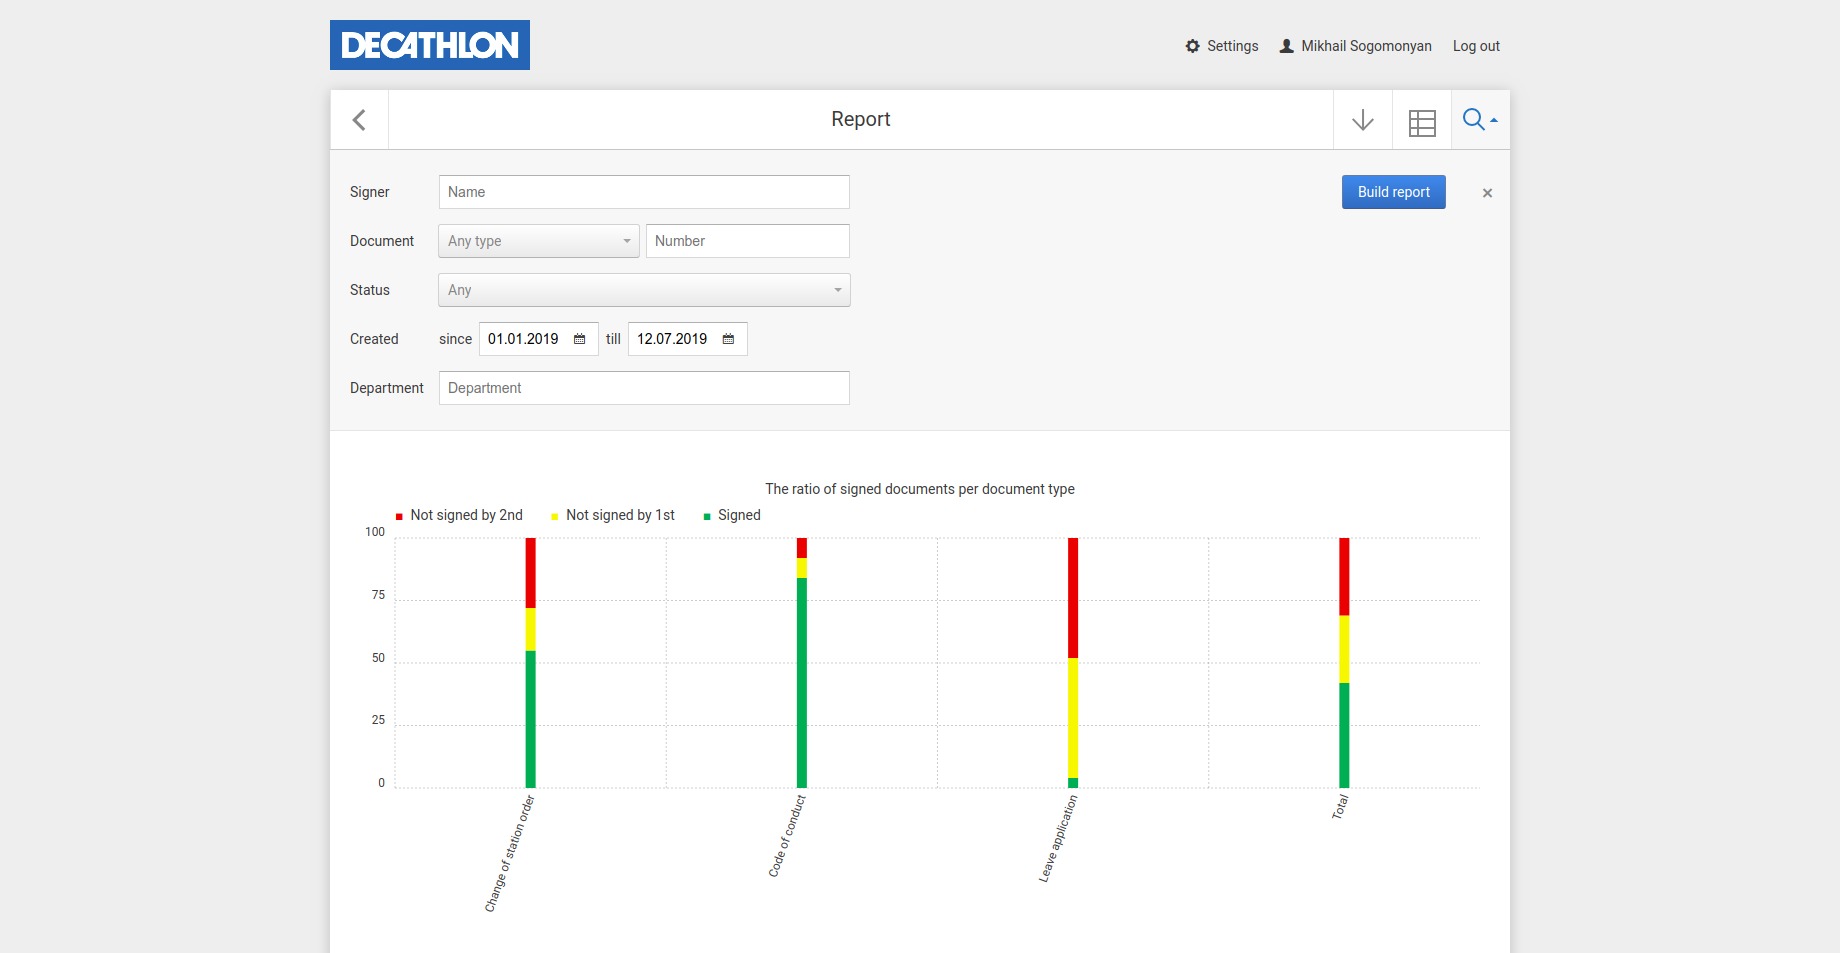 DECATHLON
Settings Mikhail Sogomonyan Log out
Report
Signer Name Build report
Document Any type Number
Status Any
Created since 01.01.2019 till 12.07.2019
Department Department
The ratio of signed documents per document type
Not signed by 2nd Not signed by 1st Signed
100
75
50
25
0
Change of station order
Code of conduct
Leave application
Total